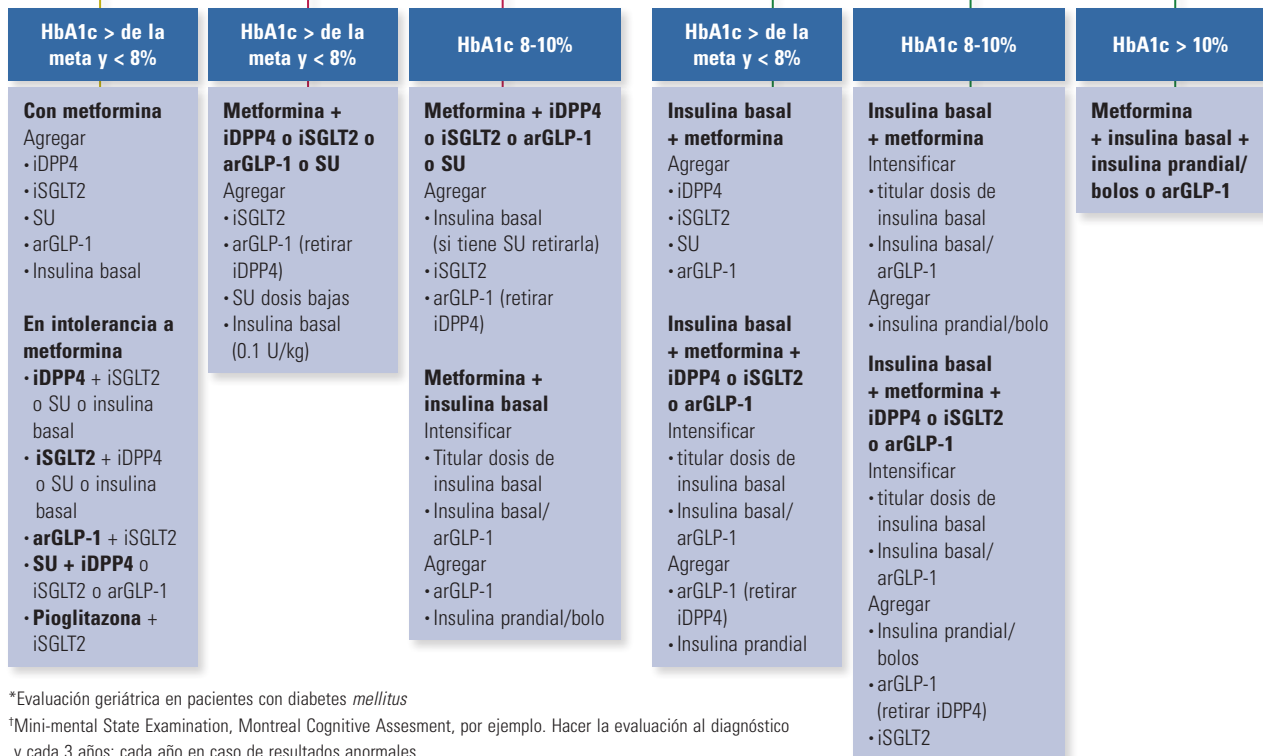 HbA1c > de la
meta y < 8%
Con metformina
Agregar
• iDPP4
• iSGLT2
• SU
• arGLP-1
• Insulina basal
En intolerancia a
metformina
• iDPP4 + iSGLT2
o SU o insulina
basal
• iSGLT2 + iDPP4
o SU o insulina
basal
• arGLP-1 + iSGLT2
• SU + iDPP4 o
iSGLT2 o arGLP-1
• Pioglitazona +
iSGLT2
HbA1c > de la
meta y < 8%
Metformina +
iDPP4 o iSGLT2 o
arGLP-1 o SU
Agregar
• iSGLT2
• arGLP-1 (retirar
iDPP4)
• SU dosis bajas
• Insulina basal
(0.1 U/kg)
HbA1c 8-10%
Metformina + iDPP4
o iSGLT2 o arGLP-1
o SU
Agregar
• Insulina basal
(si tiene SU retirarla)
• iSGLT2
• arGLP-1 (retirar
iDPP4)
Metformina +
insulina basal
Intensificar
• Titular dosis de
insulina basal
• Insulina basal/
arGLP-1
Agregar
• arGLP-1
• Insulina prandial/bolo
HbA1c > de la
meta y < 8%
Insulina basal
+ metformina
Agregar
• iDPP4
• iSGLT2
• SU
• arGLP-1
Insulina basal
+ metformina +
iDPP4 o iSGLT2
o arGLP-1
Intensificar
• titular dosis de
insulina basal
• Insulina basal/
arGLP-1
Agregar
• arGLP-1 (retirar
iDPP4)
• Insulina prandial
HbA1c 8-10%
Insulina basal
+ metformina
Intensificar
• titular dosis de
insulina basal
• Insulina basal/
arGLP-1
Agregar
• insulina prandial/bolo
Insulina basal
+ metformina +
iDPP4 o iSGLT2
o arGLP-1
Intensificar
• titular dosis de
insulina basal
• Insulina basal/
arGLP-1
Agregar
• Insulina prandial/
bolos
• arGLP-1
(retirar iDPP4)
• iSGLT2
HbA1c > 10%
Metformina
+ insulina basal +
insulina prandial/
bolos o arGLP-1
*Evaluación geriátrica en pacientes con diabetes mellitus
†Mini-mental State Examination, Montreal Cognitive Assesment, por ejemplo. Hacer la evaluación al diagnóstico
y cada 3 años; cada año en caso de resultados anormales